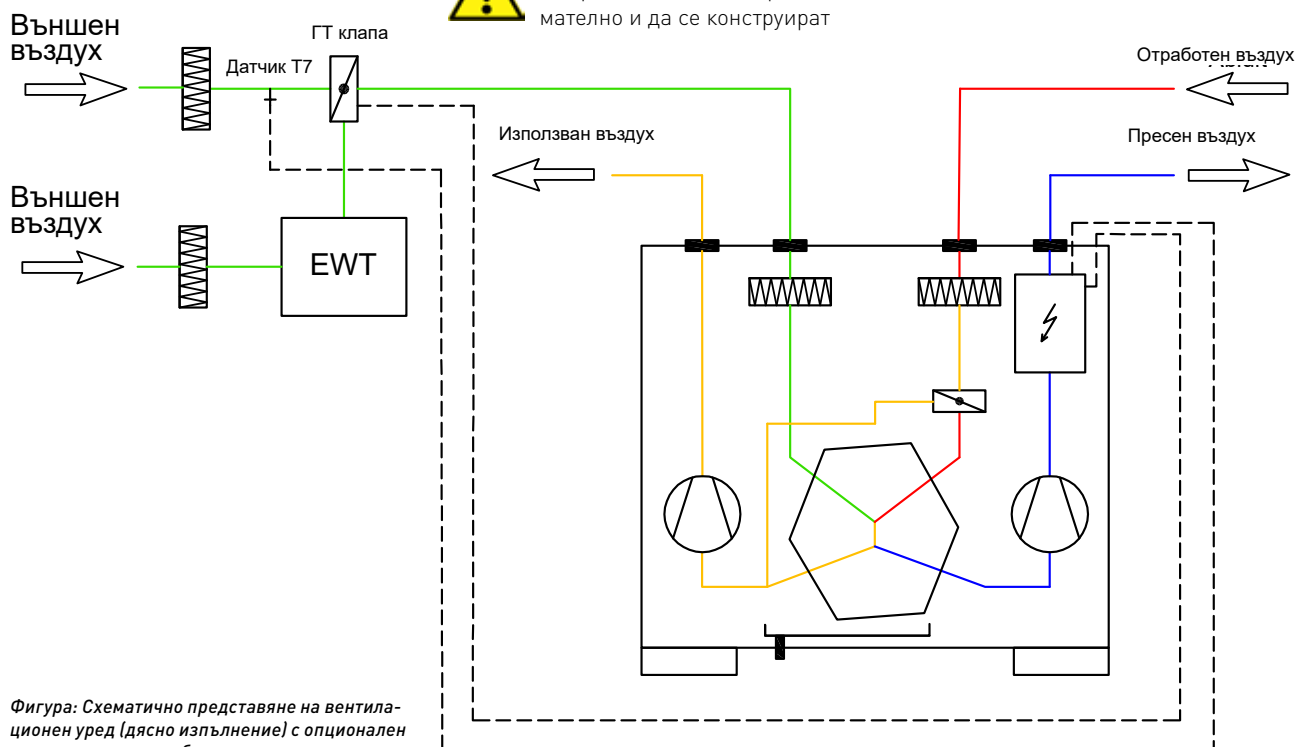 мателно и да се конструират
Външен
въздух
ГТ клапа
Датчик T7
Отработен въздух
Използван въздух
Пресен въздух
Външен
въздух
EWT
Фигура: Схематично представяне на вентила-
ционен уред (дясно изпълнение) с опционален